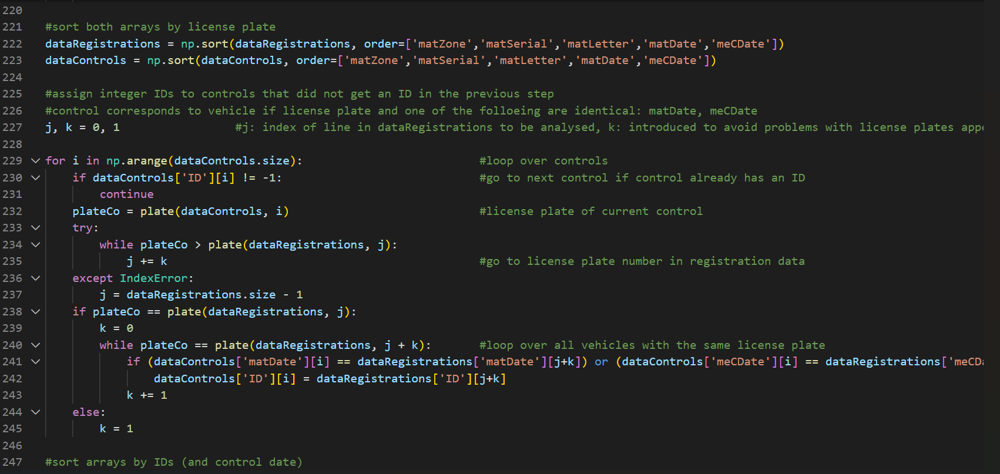 220
221 #sort both arrays by license plate
222 dataRegistrations = np.sort(dataRegistrations, order=['matZone','matSerial','matLetter','matDate','meCDate'])
223 dataControls = np.sort(dataControls, order=['matZone','matSerial','matLetter','matDate','meCDate'])
224
225 #assign integer IDs to controls that did not get an ID in the previous step
226 #control corresponds to vehicle if license plate and one of the folloeing are identical: matDate, meCDate
227 j, k = 0, 1 #j: index of line in dataRegistrations to be analysed, k: introduced to avoid problems with license plates appe
228
229 for i in np.arange(dataControls.size): #loop over controls
230 if dataControls['ID'][i] != -1: #go to next control if control already has an ID
231 continue
232 plateCo = plate(dataControls, i) #license plate of current control
233 try:
234 while plateCo > plate(dataRegistrations, j):
235 j += k #go to license plate number in registration data
236 except IndexError:
237 j = dataRegistrations.size - 1
238 if plateCo == plate(dataRegistrations, j):
239 k = 0
240 while plateCo == plate(dataRegistrations, j + k): #loop over all vehicles with the same license plate
241 if (dataControls['matDate'][i] == dataRegistrations['matDate'][j+k]) or (dataControls['meCDate'][i] == dataRegistrations['meCDa
242 dataControls['ID'][i] = dataRegistrations['ID'][j+k]
243 k += 1
244 else:
245 k = 1
246
247 #sort arrays by IDs (and control date)